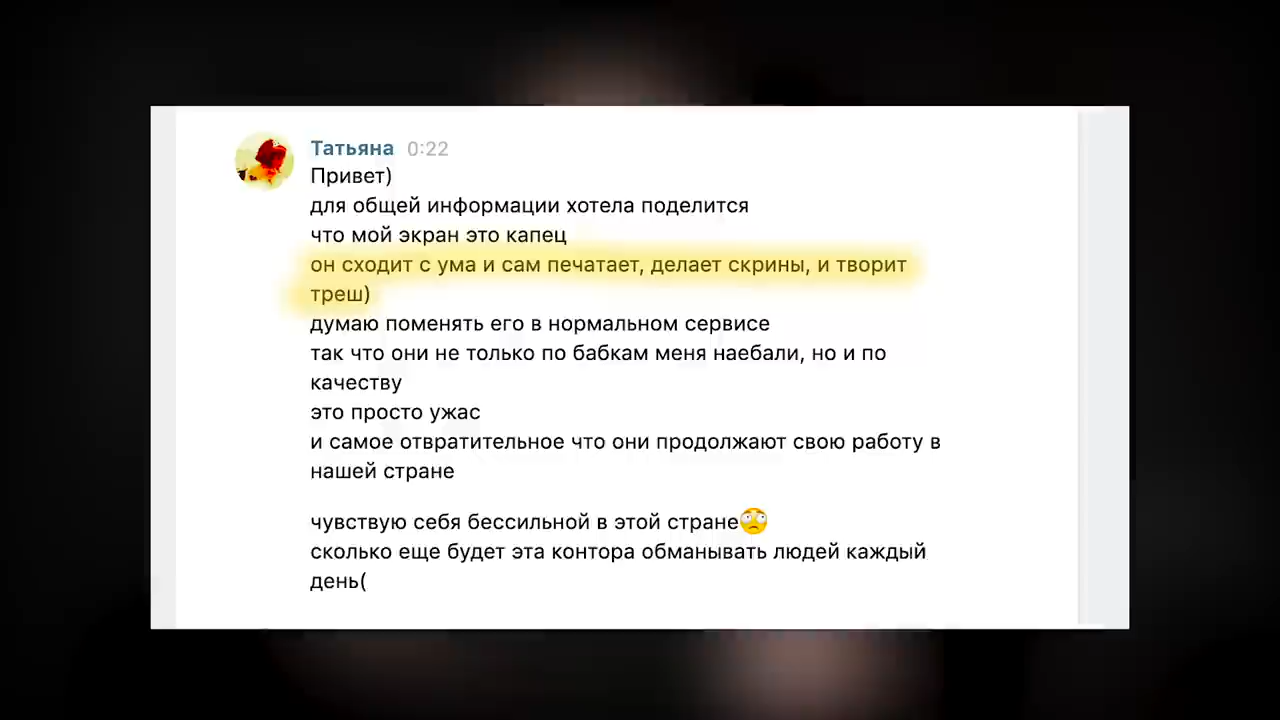 Татьяна 0:22
Привет)
для общей информации хотела поделится
что мой экран это капец
он сходит с ума и сам печатает, делает скрины, и творит
треш)
думаю поменять его в нормальном сервисе
так что они не только по бабкам меня наебали, но и по
качеству
это просто ужас
и самое отвратительное что они продолжают свою работу в
нашей стране
чувствую себя бессильной в этой стране🙄
сколько еще будет эта контора обманывать людей каждый
день(